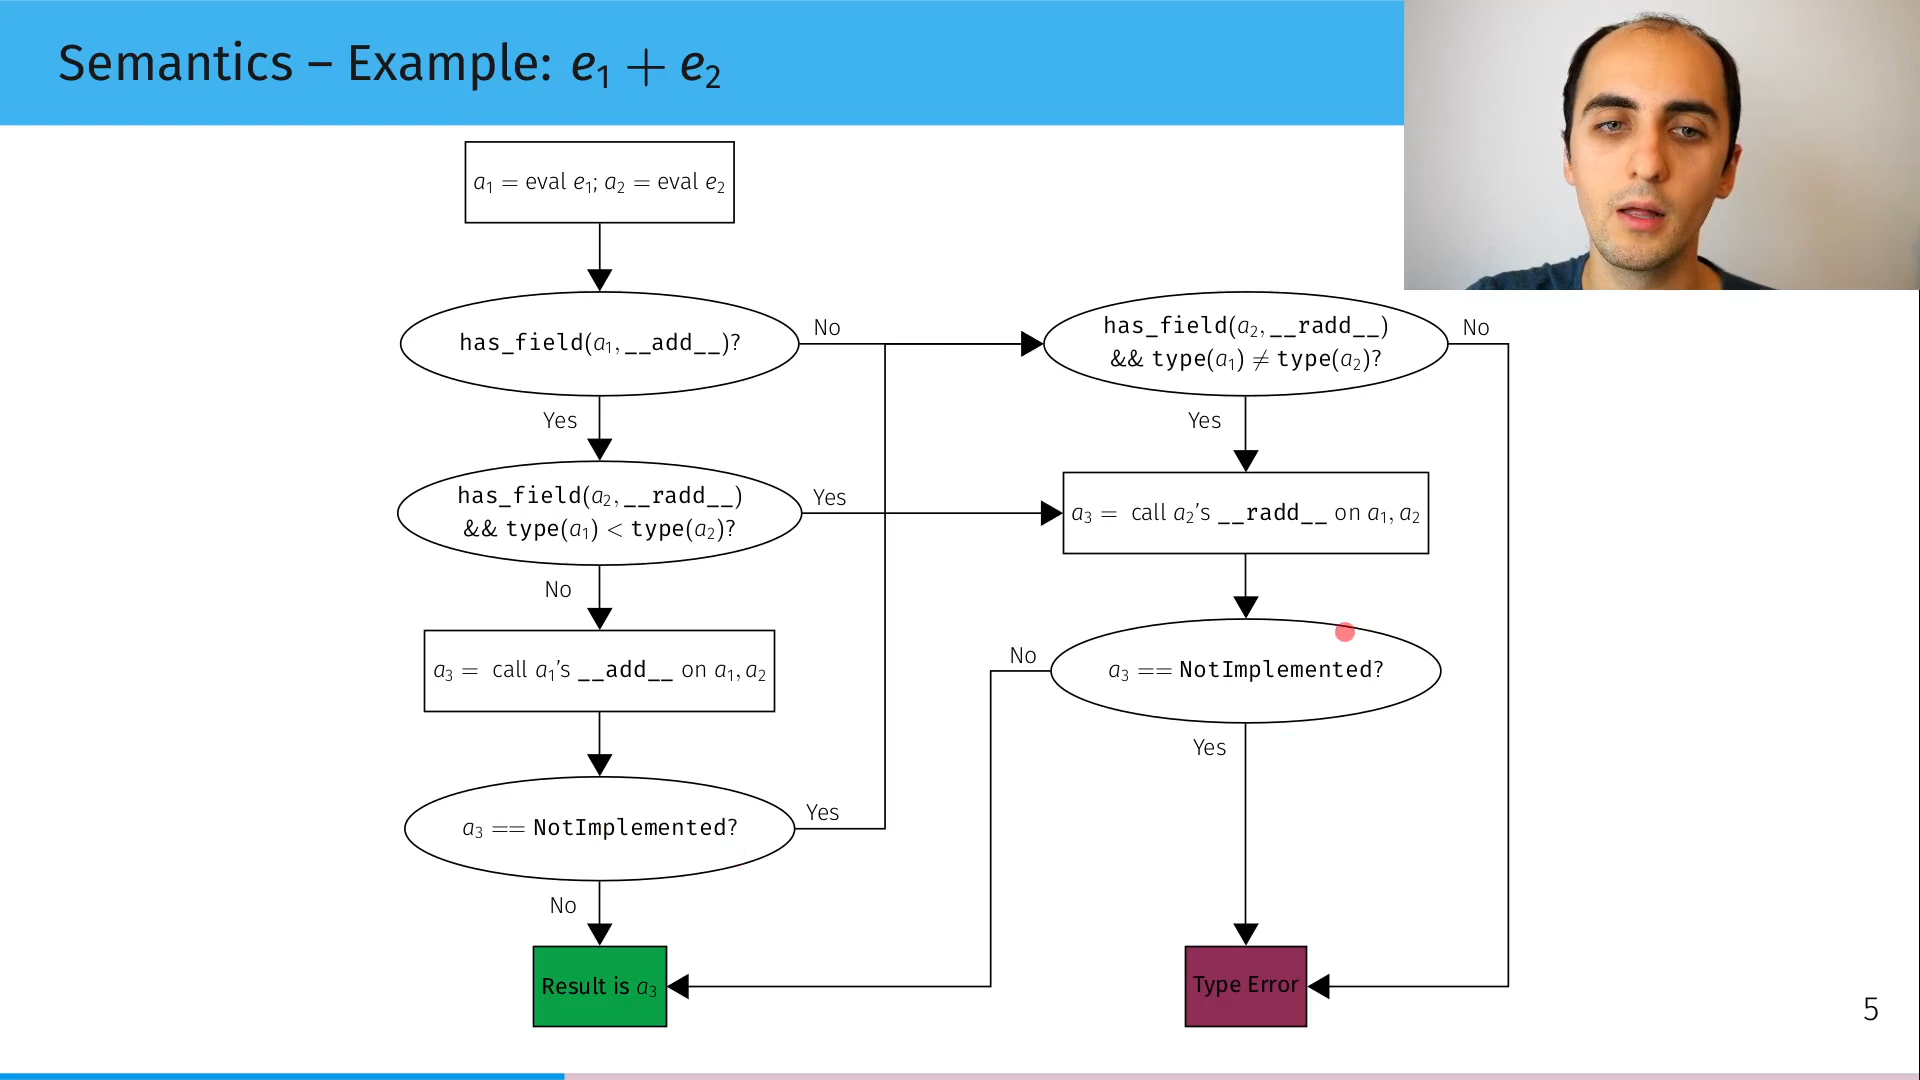 Semantics – Example: e₁ + e₂
a₁ = eval e₁; a₂ = eval e₂
has_field(a₁, __add__)?
No
has_field(a₂, __radd__)
&& type(a₁) ≠ type(a₂)?
No
Yes
Yes
has_field(a₂, __radd__)
&& type(a₁) < type(a₂)?
Yes
a₃ = call a₂'s __radd__ on a₁, a₂
No
a₃ = call a₁'s __add__ on a₁, a₂
No
a₃ == NotImplemented?
Yes
a₃ == NotImplemented?
Yes
No
Result is a₃
Type Error
5